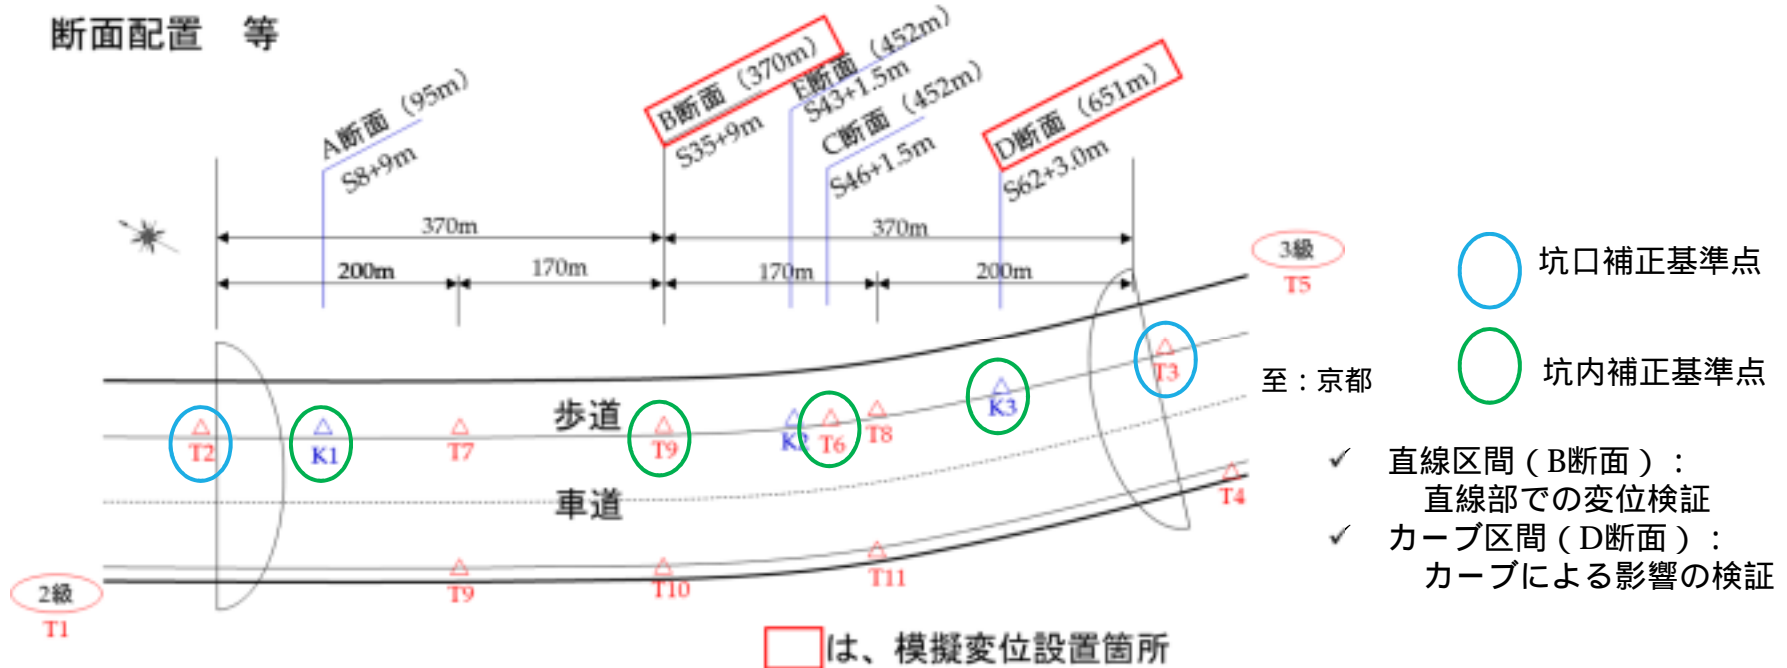 断面配置　等
A断面（95m）
S8+9m
B断面（370m）
S35+9m
E断面（452m）
S43+1.5m
C断面（452m）
S46+1.5m
D断面（651m）
S62+3.0m
370m
370m
200m
170m
170m
200m
3級
T5
坑口補正基準点
坑内補正基準点
至：京都
T2
K1
T7
歩道
T9
K2
T6
T8
K3
T3
車道
T4
T9
T10
T11
2級
T1
✓ 直線区間（B断面）：
直線部での変位検証
✓ カーブ区間（D断面）：
カーブによる影響の検証
は、模擬変位設置箇所